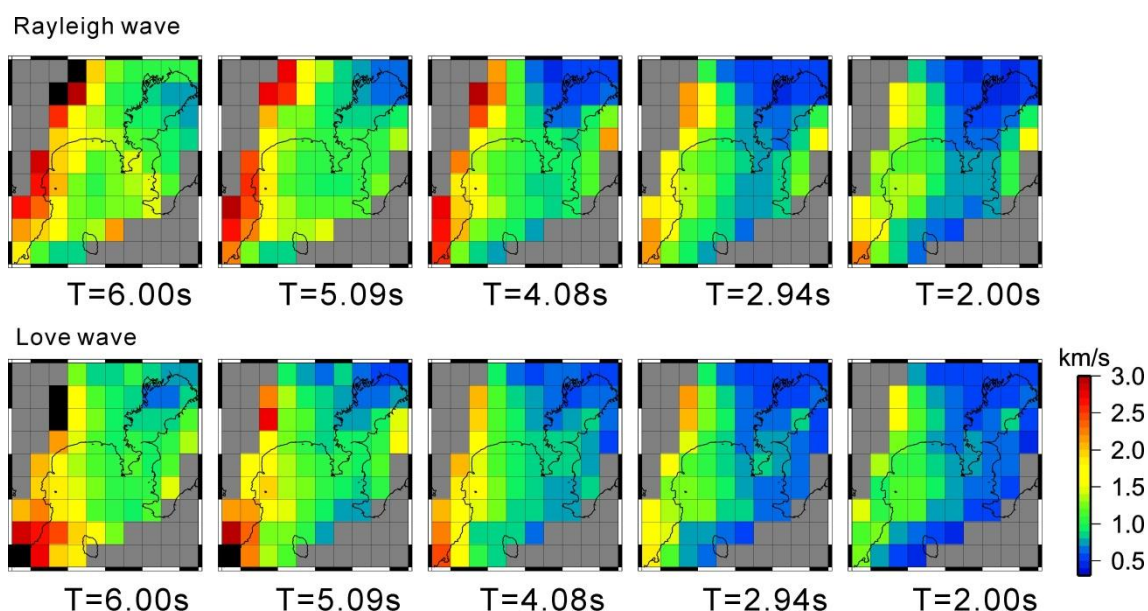 Rayleigh wave
T=6.00s T=5.09s T=4.08s T=2.94s T=2.00s
Love wave
km/s
3.0
2.5
2.0
1.5
1.0
0.5
T=6.00s T=5.09s T=4.08s T=2.94s T=2.00s